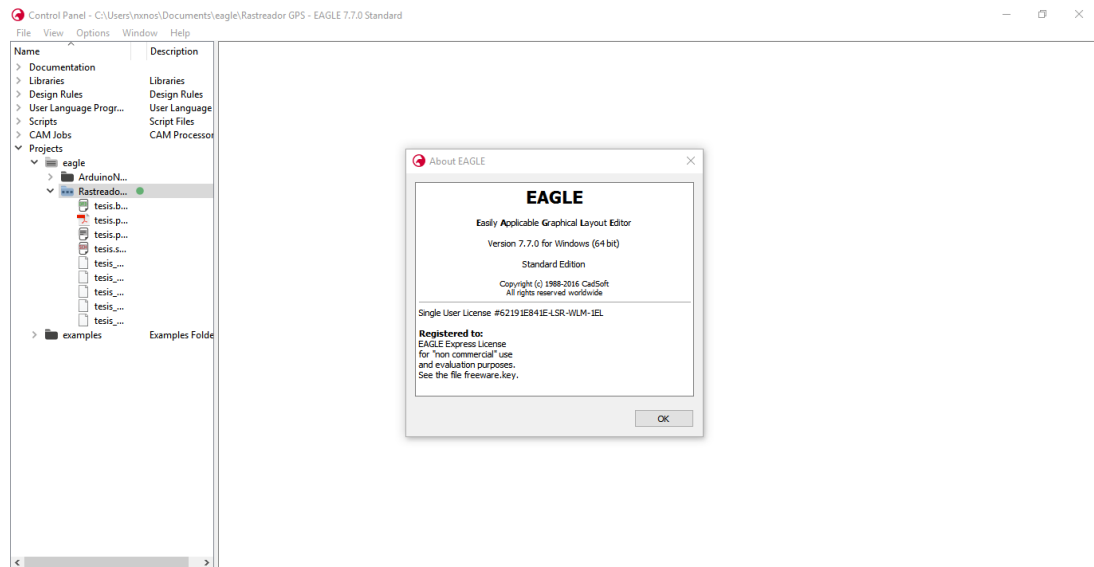 Control Panel - C:\Users\nxnos\Documents\eagle\Rastreador GPS - EAGLE 7.7.0 Standard
File View Options Window Help
Name Description
Documentation
Libraries Libraries
Design Rules Design Rules
User Language Progr... User Language
Scripts Script Files
CAM Jobs CAM Processor
Projects
eagle
ArduinoN...
Rastreado...
tesis.b...
tesis.p...
tesis.p...
tesis.s...
tesis_...
tesis_...
tesis_...
tesis_...
tesis_...
examples Examples Folde
About EAGLE
EAGLE
Easily Applicable Graphical Layout Editor
Version 7.7.0 for Windows (64 bit)
Standard Edition
Copyright (c) 1988-2016 CadSoft
All rights reserved worldwide
Single User License #62191E841E-LSR-WLM-1EL
Registered to:
EAGLE Express License
for "non commercial" use
and evaluation purposes.
See the file freeware.key.
OK